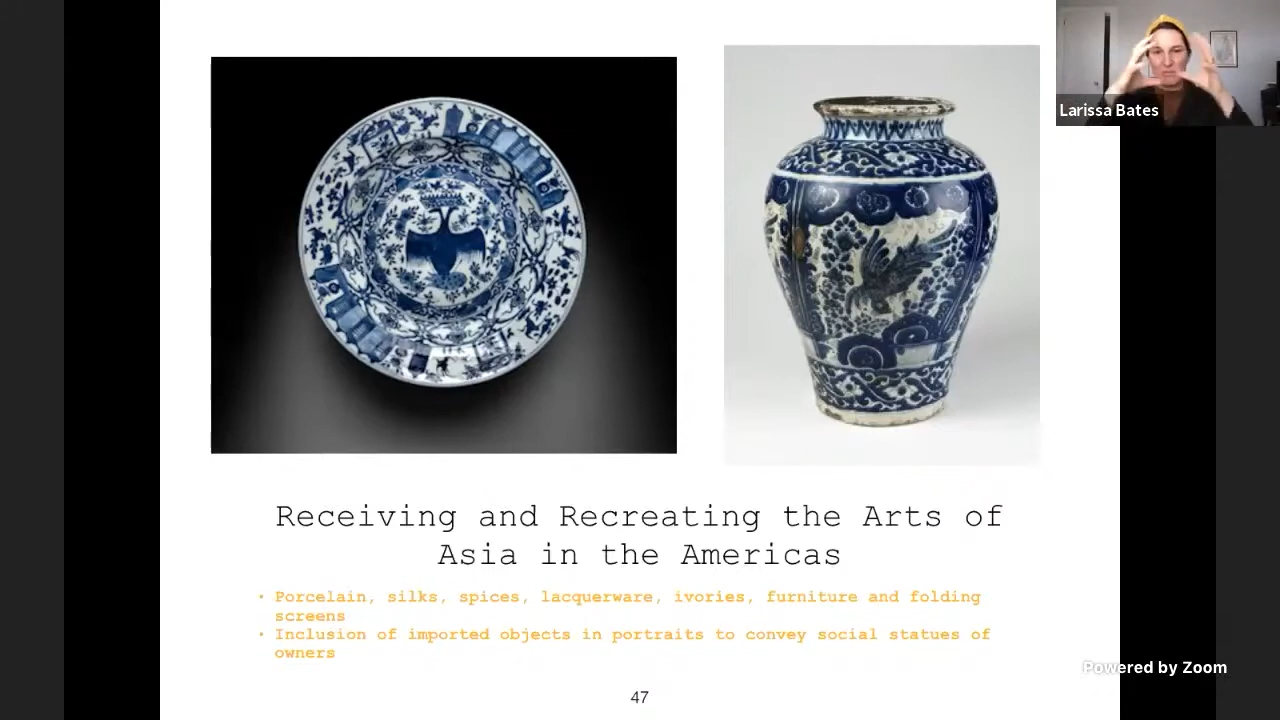 Larissa Bates
Receiving and Recreating the Arts of
Asia in the Americas
• Porcelain, silks, spices, lacquerware, ivories, furniture and folding
screens
• Inclusion of imported objects in portraits to convey social statues of
owners
Powered by Zoom
47